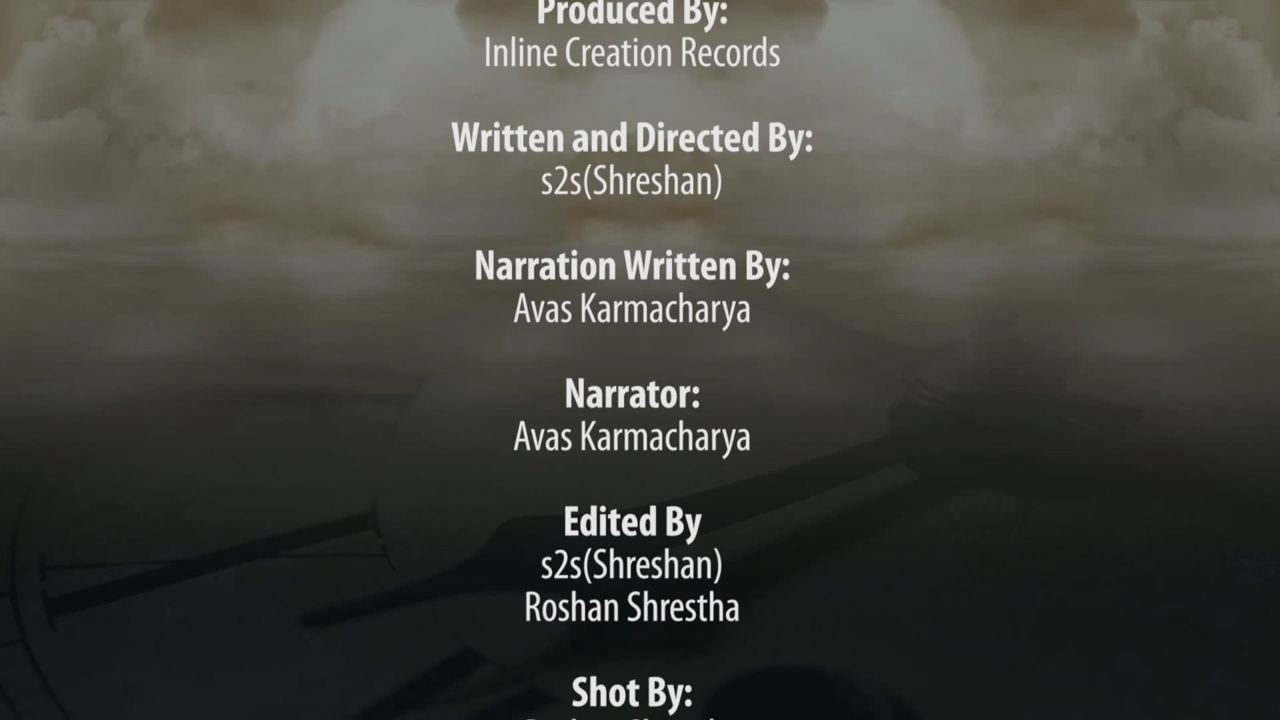 Produced By:
Inline Creation Records
Written and Directed By:
s2s(Shreshan)
Narration Written By:
Avas Karmacharya
Narrator:
Avas Karmacharya
Edited By
s2s(Shreshan)
Roshan Shrestha
Shot By: